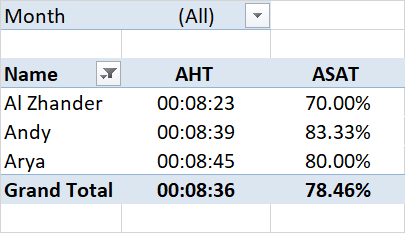 Month (All)
Name AHT ASAT
Al Zhander 00:08:23 70.00%
Andy 00:08:39 83.33%
Arya 00:08:45 80.00%
Grand Total 00:08:36 78.46%